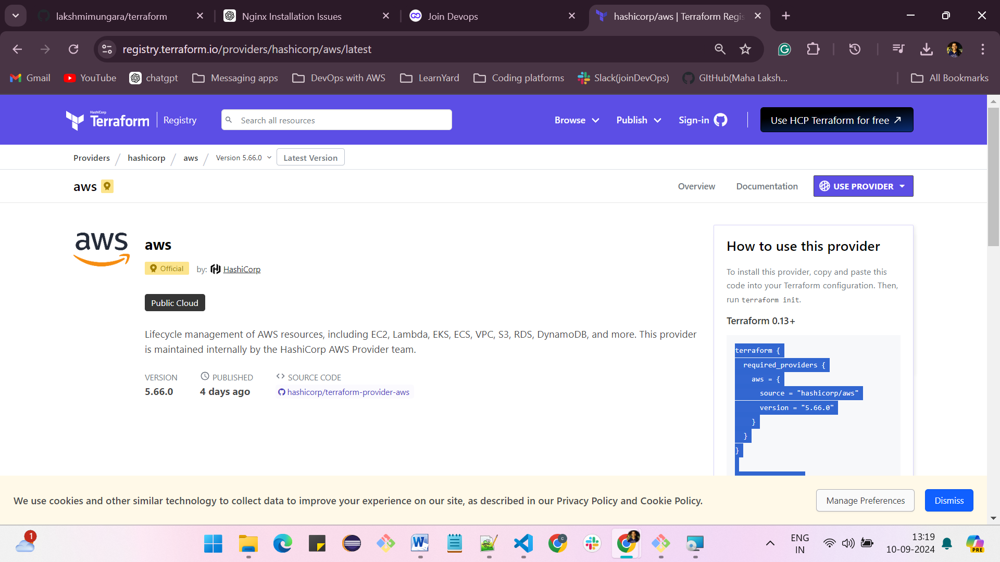 lakshmimungara/terraform
Nginx Installation Issues
Join Devops
hashicorp/aws | Terraform Regis
registry.terraform.io/providers/hashicorp/aws/latest
Gmail
YouTube
chatgpt
Messaging apps
DevOps with AWS
LearnYard
Coding platforms
Slack(joinDevOps)
GItHub(Maha Laksh...
All Bookmarks
HashiCorp
Terraform
Registry
Search all resources
Browse
Publish
Sign-in
Use HCP Terraform for free
Providers / hashicorp / aws / Version 5.66.0
Latest Version
aws
Overview
Documentation
USE PROVIDER
aws
aws
Official
by: HashiCorp
Public Cloud
Lifecycle management of AWS resources, including EC2, Lambda, EKS, ECS, VPC, S3, RDS, DynamoDB, and more. This provider
is maintained internally by the HashiCorp AWS Provider team.
VERSION
5.66.0
PUBLISHED
4 days ago
SOURCE CODE
hashicorp/terraform-provider-aws
How to use this provider
To install this provider, copy and paste this
code into your Terraform configuration. Then,
run terraform init.
Terraform 0.13+
terraform {
required_providers {
aws = {
source = "hashicorp/aws"
version = "5.66.0"
}
}
}
We use cookies and other similar technology to collect data to improve your experience on our site, as described in our Privacy Policy and Cookie Policy.
Manage Preferences
Dismiss
1
C
ENG
IN
13:19
10-09-2024
PRE